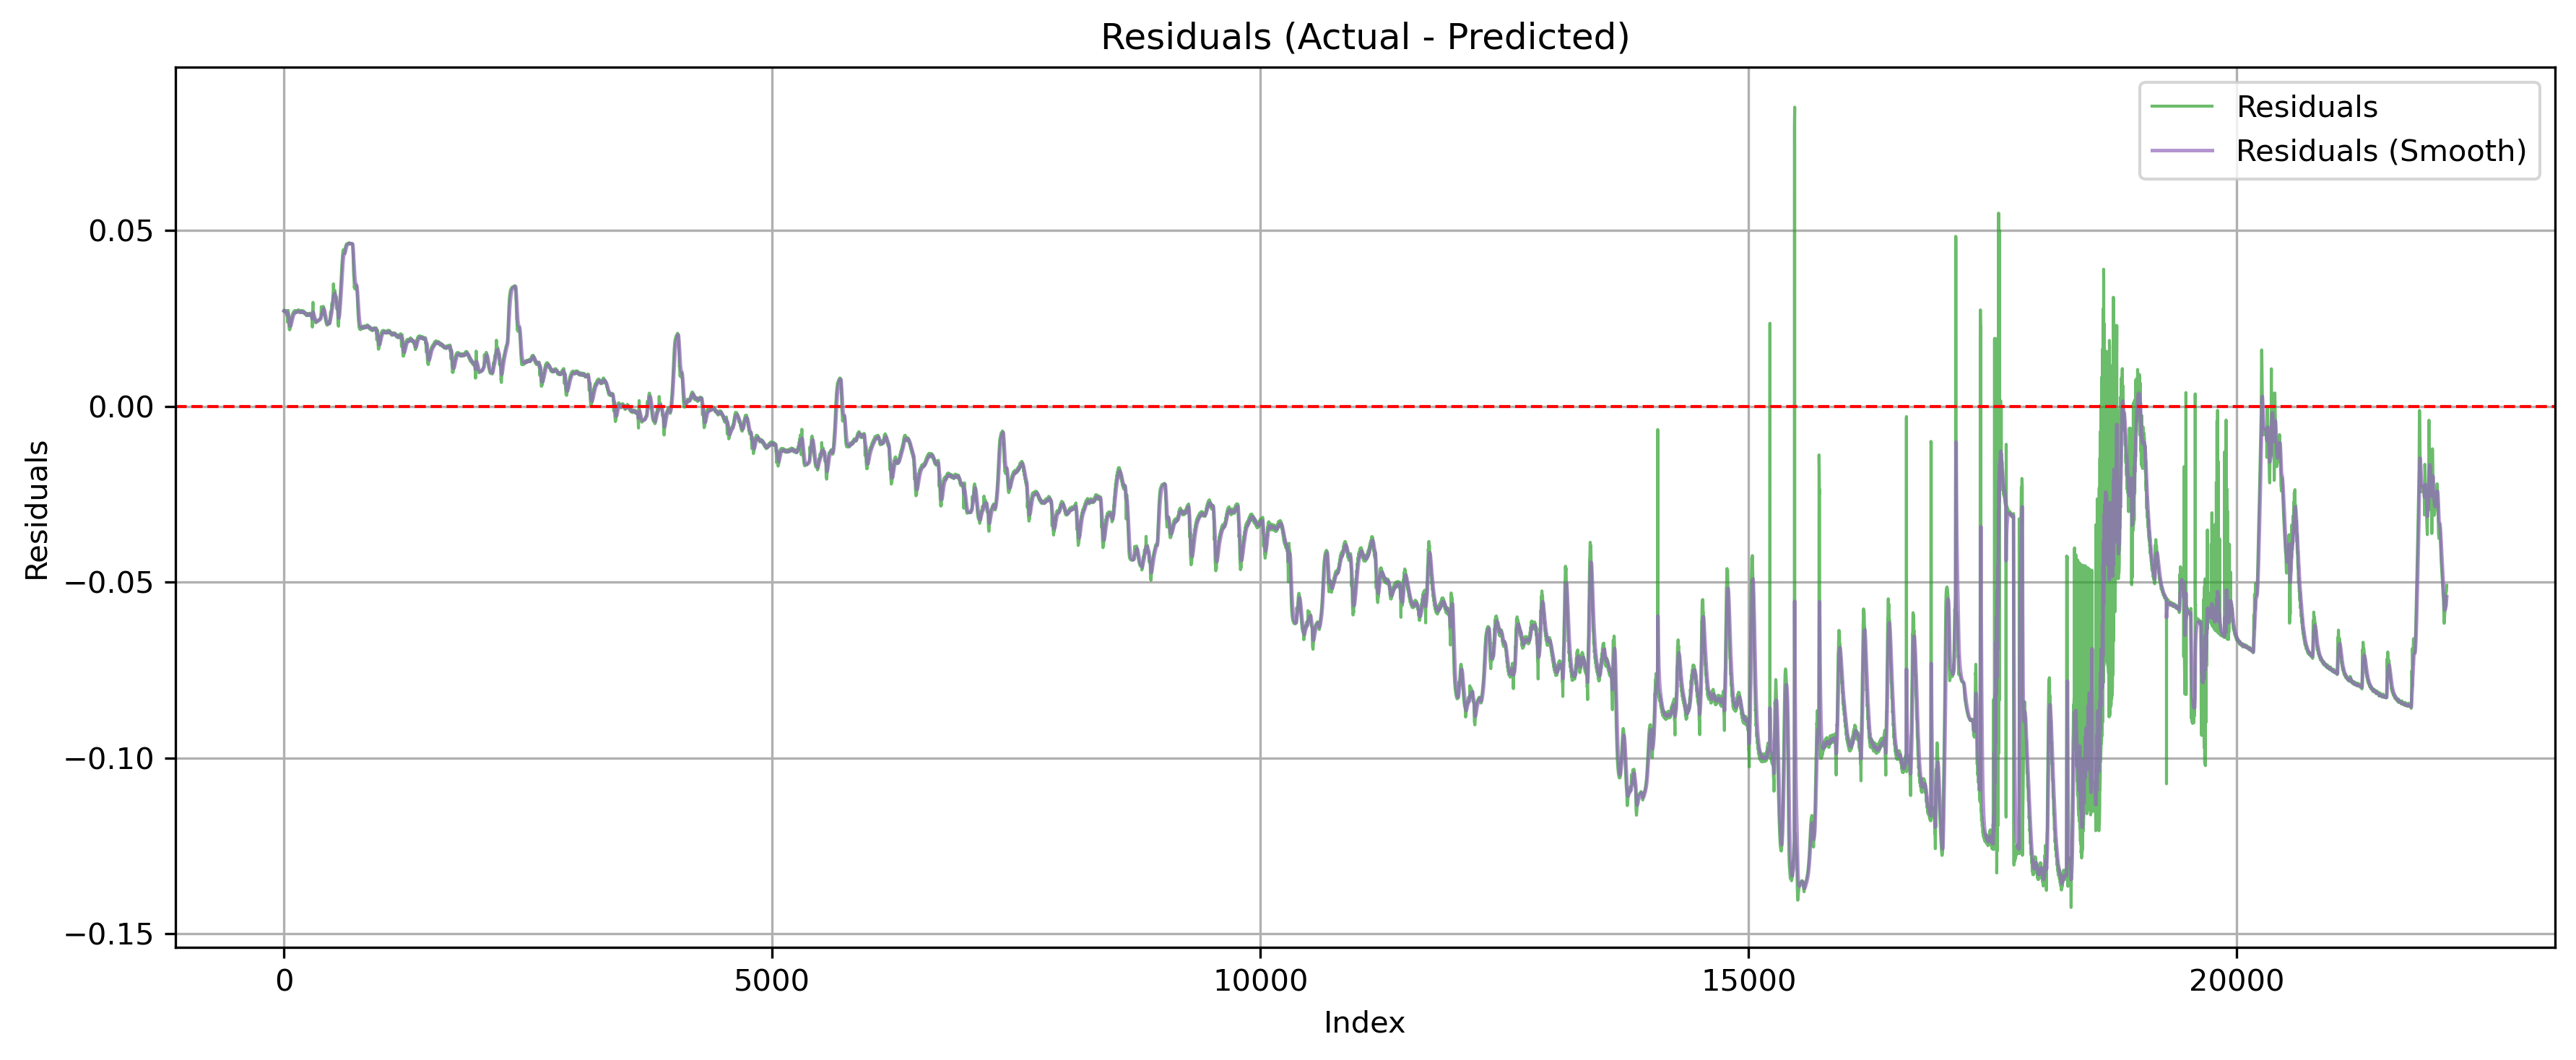 Residuals (Actual - Predicted)
Residuals
Residuals (Smooth)
0.05
0.00
−0.05
−0.10
−0.15
Residuals
0
5000
10000
15000
20000
Index